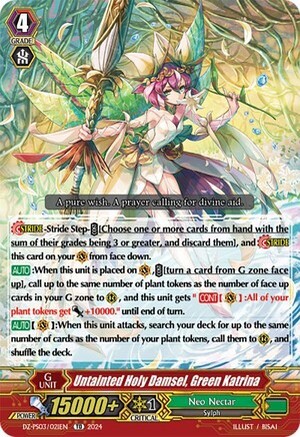 4
GRADE
A pure wish. A prayer calling for divine aid.
STRIDE -Stride Step- [Choose one or more cards from hand with the
sum of their grades being 3 or greater, and discard them], and STRIDE
this card on your (V) from face down.
AUTO :When this unit is placed on (V), [turn a card from G zone face
up], call up to the same number of plant tokens as the number of face up
cards in your G zone to (R), and this unit gets " CONT [(V)] :All of your
plant tokens get +10000." until end of turn.
AUTO [(V)] :When this unit attacks, search your deck for up to the same
number of cards as the number of your plant tokens, call them to (R), and
shuffle the deck.
G UNIT
Untainted Holy Damsel, Green Katrina
POWER 15000+
1
CRITICAL
Neo Nectar
Sylph
DZ-PS03/021EN 2024
ILLUST / BISAI